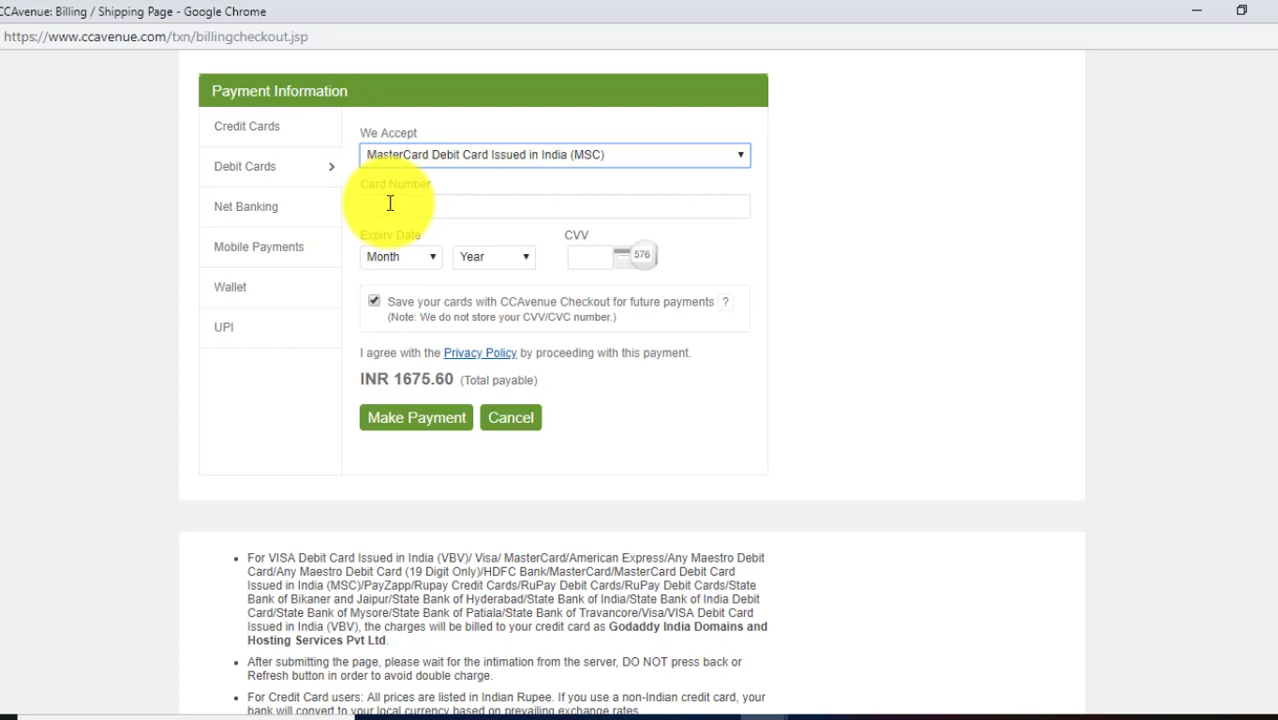 CCAvenue: Billing / Shipping Page - Google Chrome
https://www.ccavenue.com/txn/billingcheckout.jsp
Payment Information
Credit Cards
Debit Cards
Net Banking
Mobile Payments
Wallet
UPI
We Accept
MasterCard Debit Card Issued in India (MSC)
Card Number
Expiry Date
CVV
Month
Year
576
Save your cards with CCAvenue Checkout for future payments ?
(Note: We do not store your CVV/CVC number.)
I agree with the Privacy Policy by proceeding with this payment.
INR 1675.60 (Total payable)
Make Payment
Cancel
For VISA Debit Card Issued in India (VBV)/ Visa/ MasterCard/American Express/Any Maestro Debit
Card/Any Maestro Debit Card (19 Digit Only)/HDFC Bank/MasterCard/MasterCard Debit Card
Issued in India (MSC)/PayZapp/Rupay Credit Cards/RuPay Debit Cards/RuPay Debit Cards/State
Bank of Bikaner and Jaipur/State Bank of Hyderabad/State Bank of India/State Bank of India Debit
Card/State Bank of Mysore/State Bank of Patiala/State Bank of Travancore/Visa/VISA Debit Card
Issued in India (VBV), the charges will be billed to your credit card as Godaddy India Domains and
Hosting Services Pvt Ltd.
After submitting the page, please wait for the intimation from the server, DO NOT press back or
Refresh button in order to avoid double charge.
For Credit Card users: All prices are listed in Indian Rupee. If you use a non-Indian credit card, your
bank will convert to your local currency based on prevailing exchange rates.